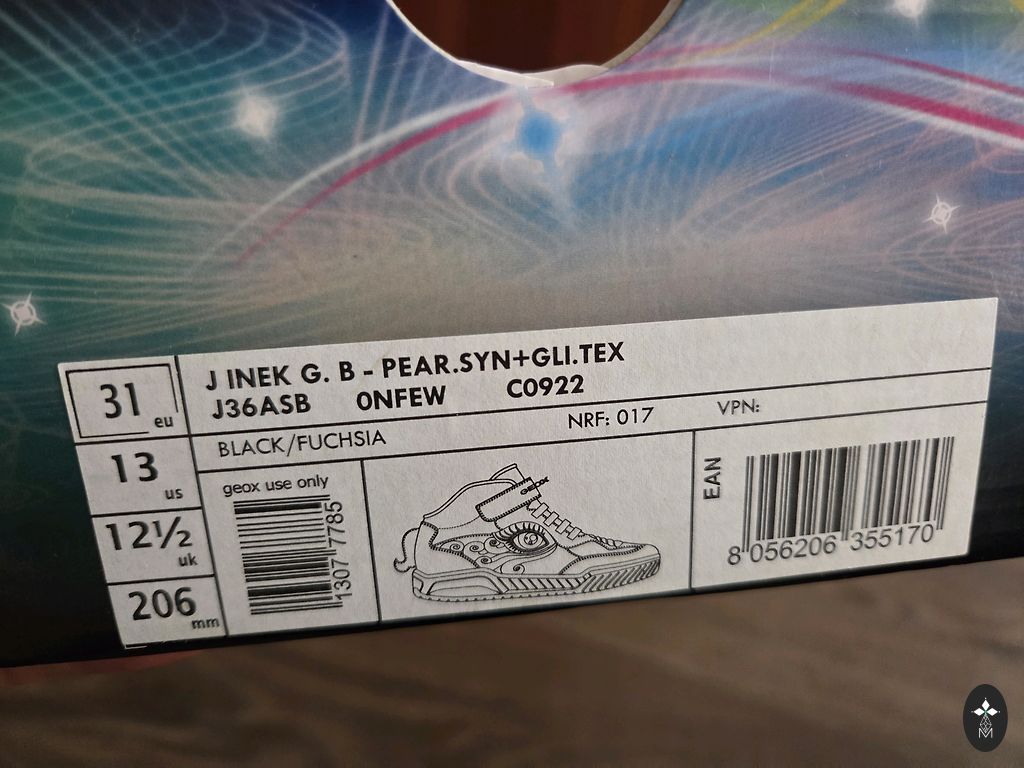 31 eu
J INEK G. B - PEAR.SYN+GLI.TEX
J36ASB 0NFEW C0922
BLACK/FUCHSIA NRF: 017 VPN:
13 us
12½ uk
206 mm
geox use only
1307 7785
GEOX
EAN
8 056206 355170
M